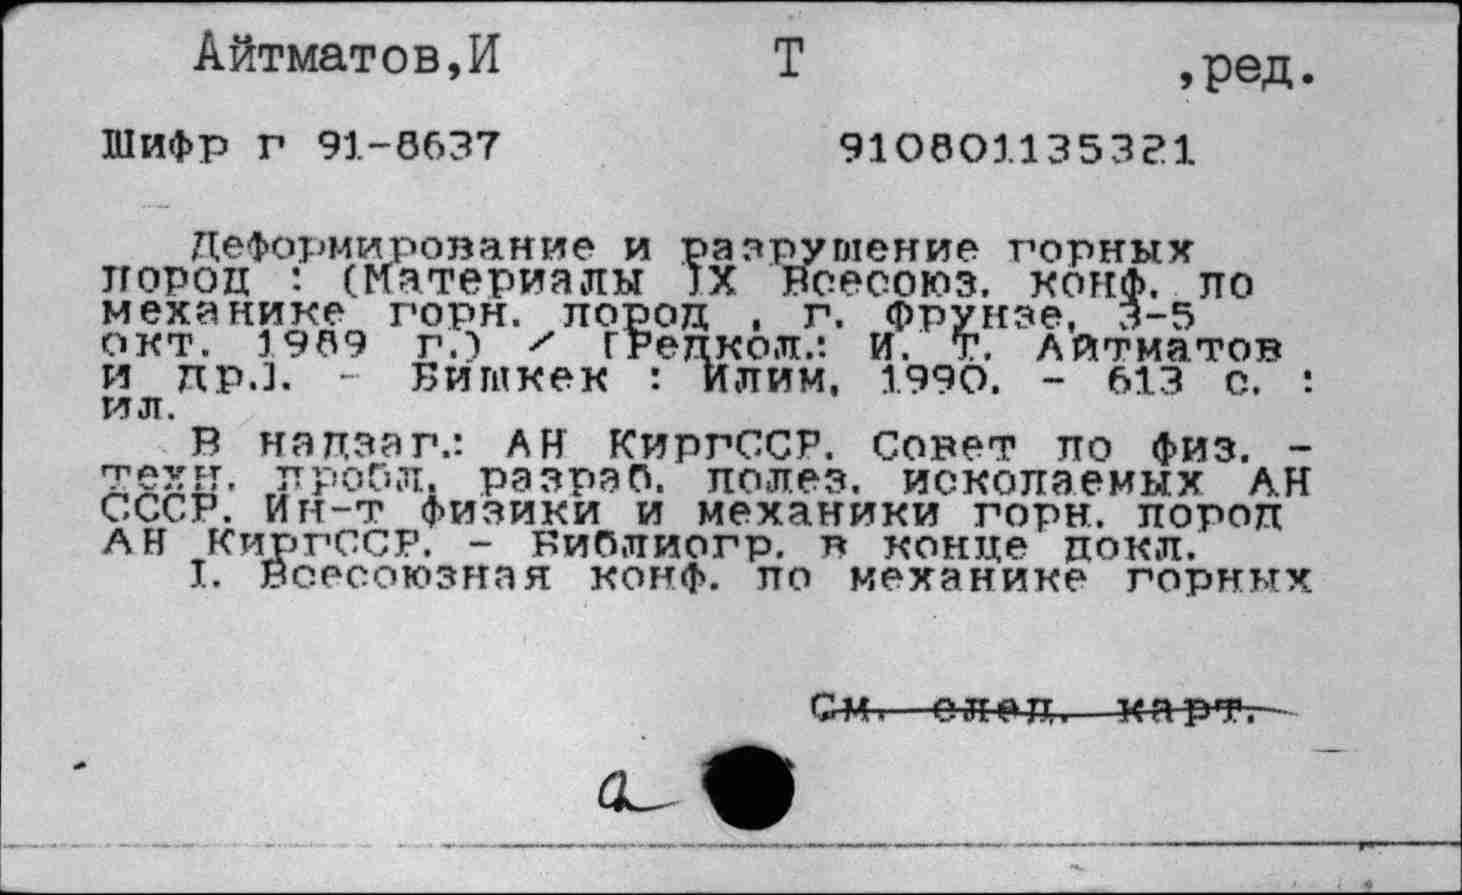 Айтматов,И Т ,ред.
Шифр г 91-8637 910801135321
Деформирование и разрушение горных
пород : (Материалы IX Всесоюз. конф. по
механике горн. пород , г. Фрунзе, 3-5
окт. 1989 г.) / [Редкол.: И. Т. Айтматов
и др.]. - Бишкек : Илим, 1990. - 613 с. :
ил.
В надзаг.: АН КиргССР. Совет по физ. -
техн. пробл. разраб. полез. ископаемых АН
СССР. Ин-т физики и механики горн. пород
АН КиргССР. - Библиогр. в конце докл.
I. Всесоюзная конф. по механике горных
См. след. карт.
а